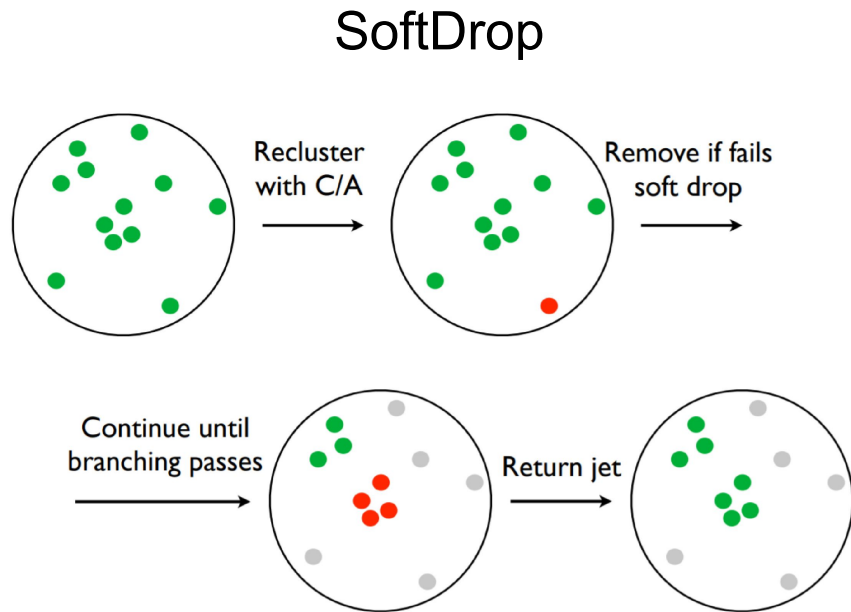 SoftDrop
Recluster
with C/A
Remove if fails
soft drop
Continue until
branching passes
Return jet